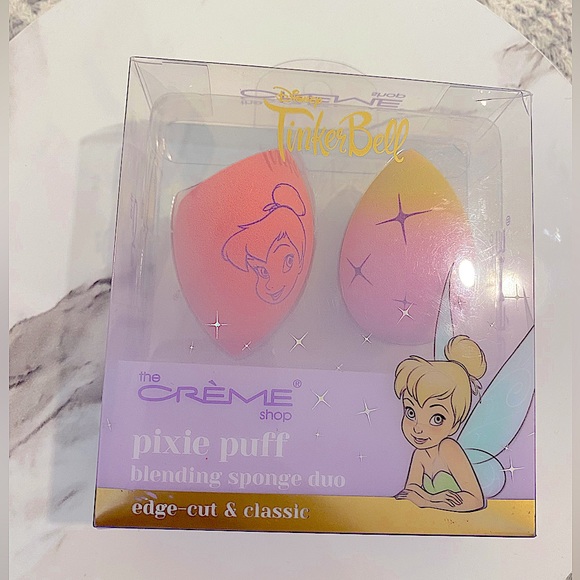 Disney
TinkerBell
the
CRÈME®
shop
pixie puff
blending sponge duo
edge-cut & classic